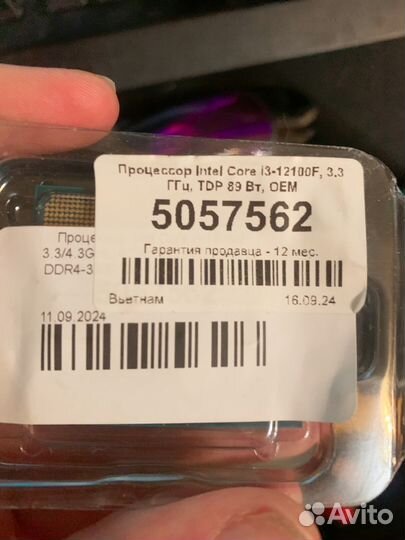 Процессор Intel Core i3-12100F, 3.3
ГГц, TDP 89 Вт, OEM
5057562
Гарантия продавца - 12 мес.
Вьетнам
16.09.24
3.3/4.3G
DDR4-3
11.09.2024
Avito